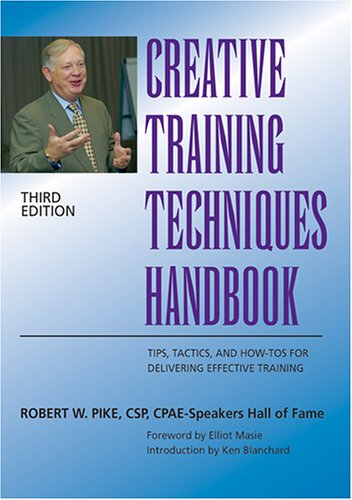 CREATIVE
TRAINING
TECHNIQUES
HANDBOOK
THIRD
EDITION
TIPS, TACTICS, AND HOW-TOS FOR
DELIVERING EFFECTIVE TRAINING
ROBERT W. PIKE, CSP, CPAE-Speakers Hall of Fame
Foreword by Elliot Masie
Introduction by Ken Blanchard